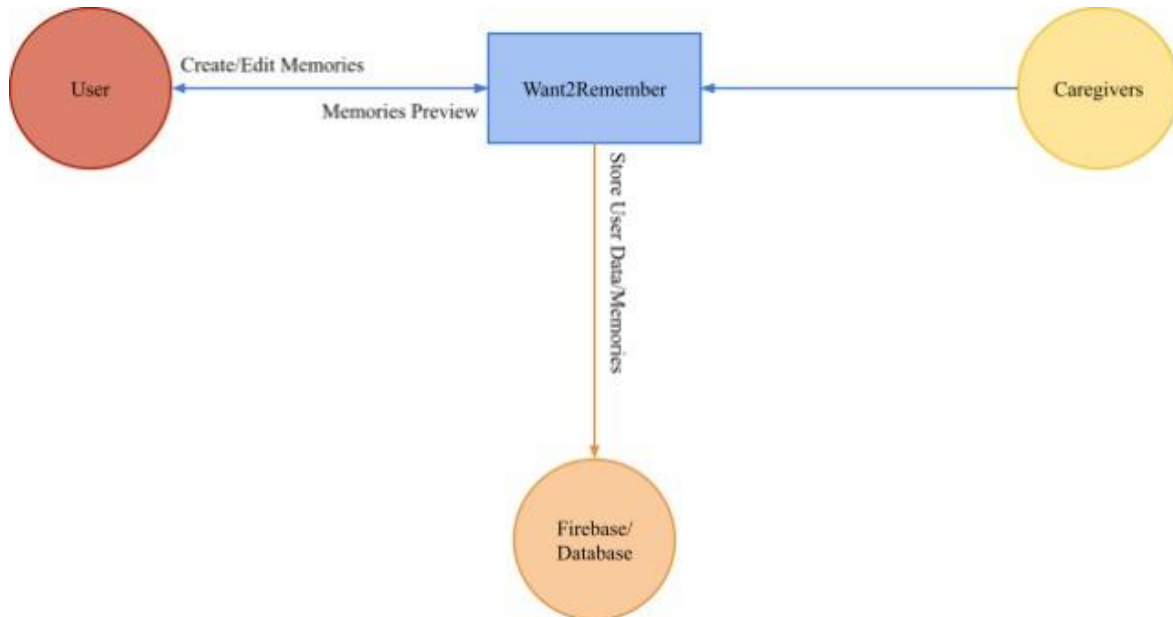 Create/Edit Memories
User
Want2Remember
Caregivers
Memories Preview
Store User Data/Memories
Firebase/
Database